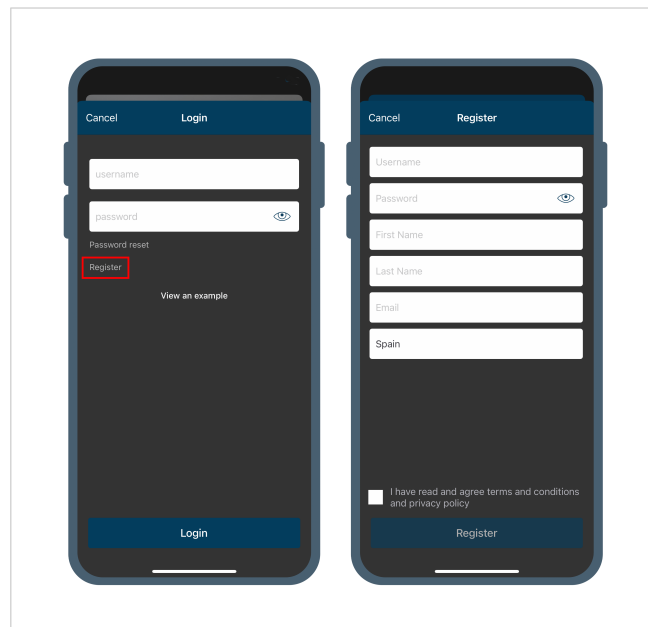 Cancel
Login
username
password
Password reset
Register
View an example
Login
Cancel
Register
Username
Password
First Name
Last Name
Email
Spain
I have read and agree terms and conditions
and privacy policy
Register